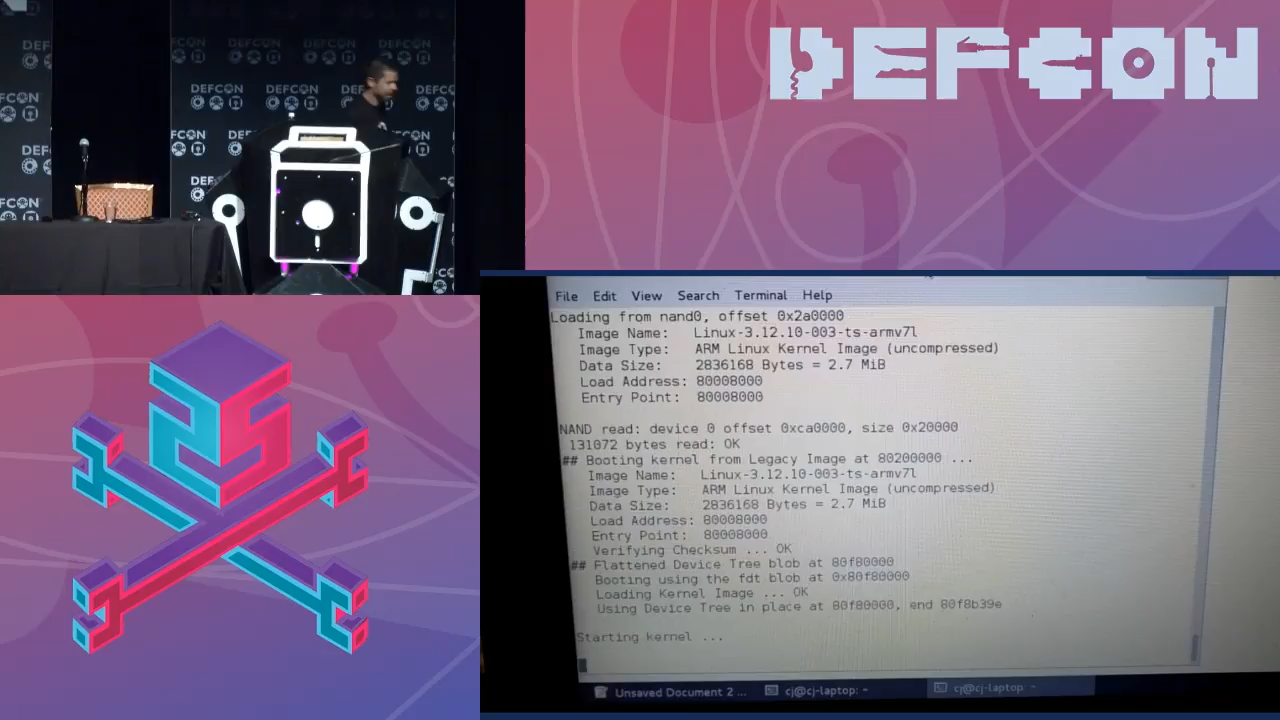 DEFCON
DEFCON
DEFCON
DEFCON
DEFCON
DEFCON
DEFCON
File Edit View Search Terminal Help
Loading from nand0, offset 0x2a0000
Image Name: Linux-3.12.10-003-ts-armv7l
Image Type: ARM Linux Kernel Image (uncompressed)
Data Size: 2836168 Bytes = 2.7 MiB
Load Address: 80008000
Entry Point: 80008000
NAND read: device 0 offset 0xca0000, size 0x20000
131072 bytes read: OK
## Booting kernel from Legacy Image at 80200000 ...
Image Name: Linux-3.12.10-003-ts-armv7l
Image Type: ARM Linux Kernel Image (uncompressed)
Data Size: 2836168 Bytes = 2.7 MiB
Load Address: 80008000
Entry Point: 80008000
Verifying Checksum ... OK
## Flattened Device Tree blob at 80f80000
Booting using the fdt blob at 0x80f80000
Loading Kernel Image ... OK
Using Device Tree in place at 80f80000, end 80f8b39e
Starting kernel ...
Unsaved Document 2 ... cj@cj-laptop: ~ cj@cj-laptop: ~